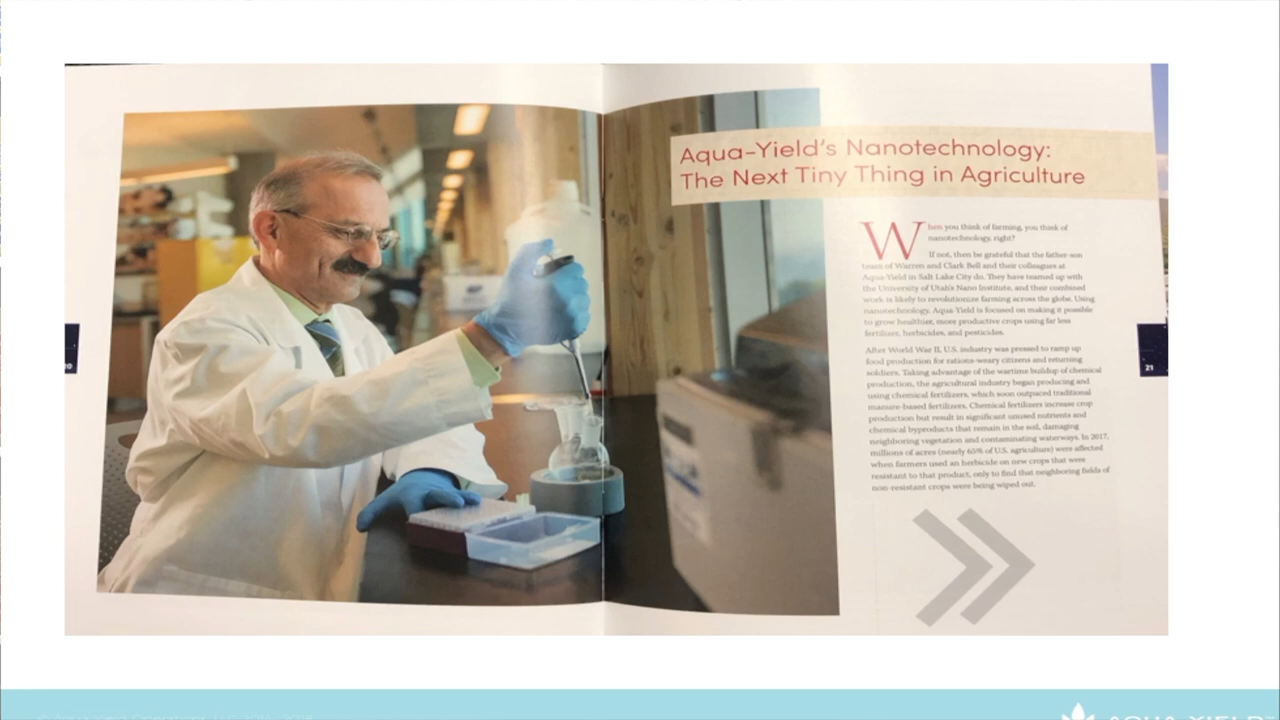 Aqua-Yield's Nanotechnology:
The Next Tiny Thing in Agriculture
When you think of farming, you think of
nanotechnology, right?
If not, then be grateful that the father-son
team of Warren and Clark Bell and their colleagues at
Aqua-Yield in Salt Lake City do. They have teamed up with
the University of Utah's Nano Institute, and their combined
work is likely to revolutionize farming across the globe. Using
nanotechnology, Aqua-Yield is focused on making it possible
to grow healthier, more productive crops using far less
fertilizer, herbicides, and pesticides.
After World War II, U.S. industry was pressed to ramp up
food production for rations-weary citizens and returning
soldiers. Taking advantage of the wartime buildup of chemical
production, the agricultural industry began producing and
using chemical fertilizers, which soon outpaced traditional
manure-based fertilizers. Chemical fertilizers increase crop
production but result in significant unused nutrients and
chemical byproducts that remain in the soil, damaging
neighboring vegetation and contaminating waterways. In 2017,
millions of acres (nearly 65% of U.S. agriculture) were affected
when farmers used an herbicide on new crops that were
resistant to that product, only to find that neighboring fields of
non-resistant crops were being wiped out.
21
AQUA-YIELD